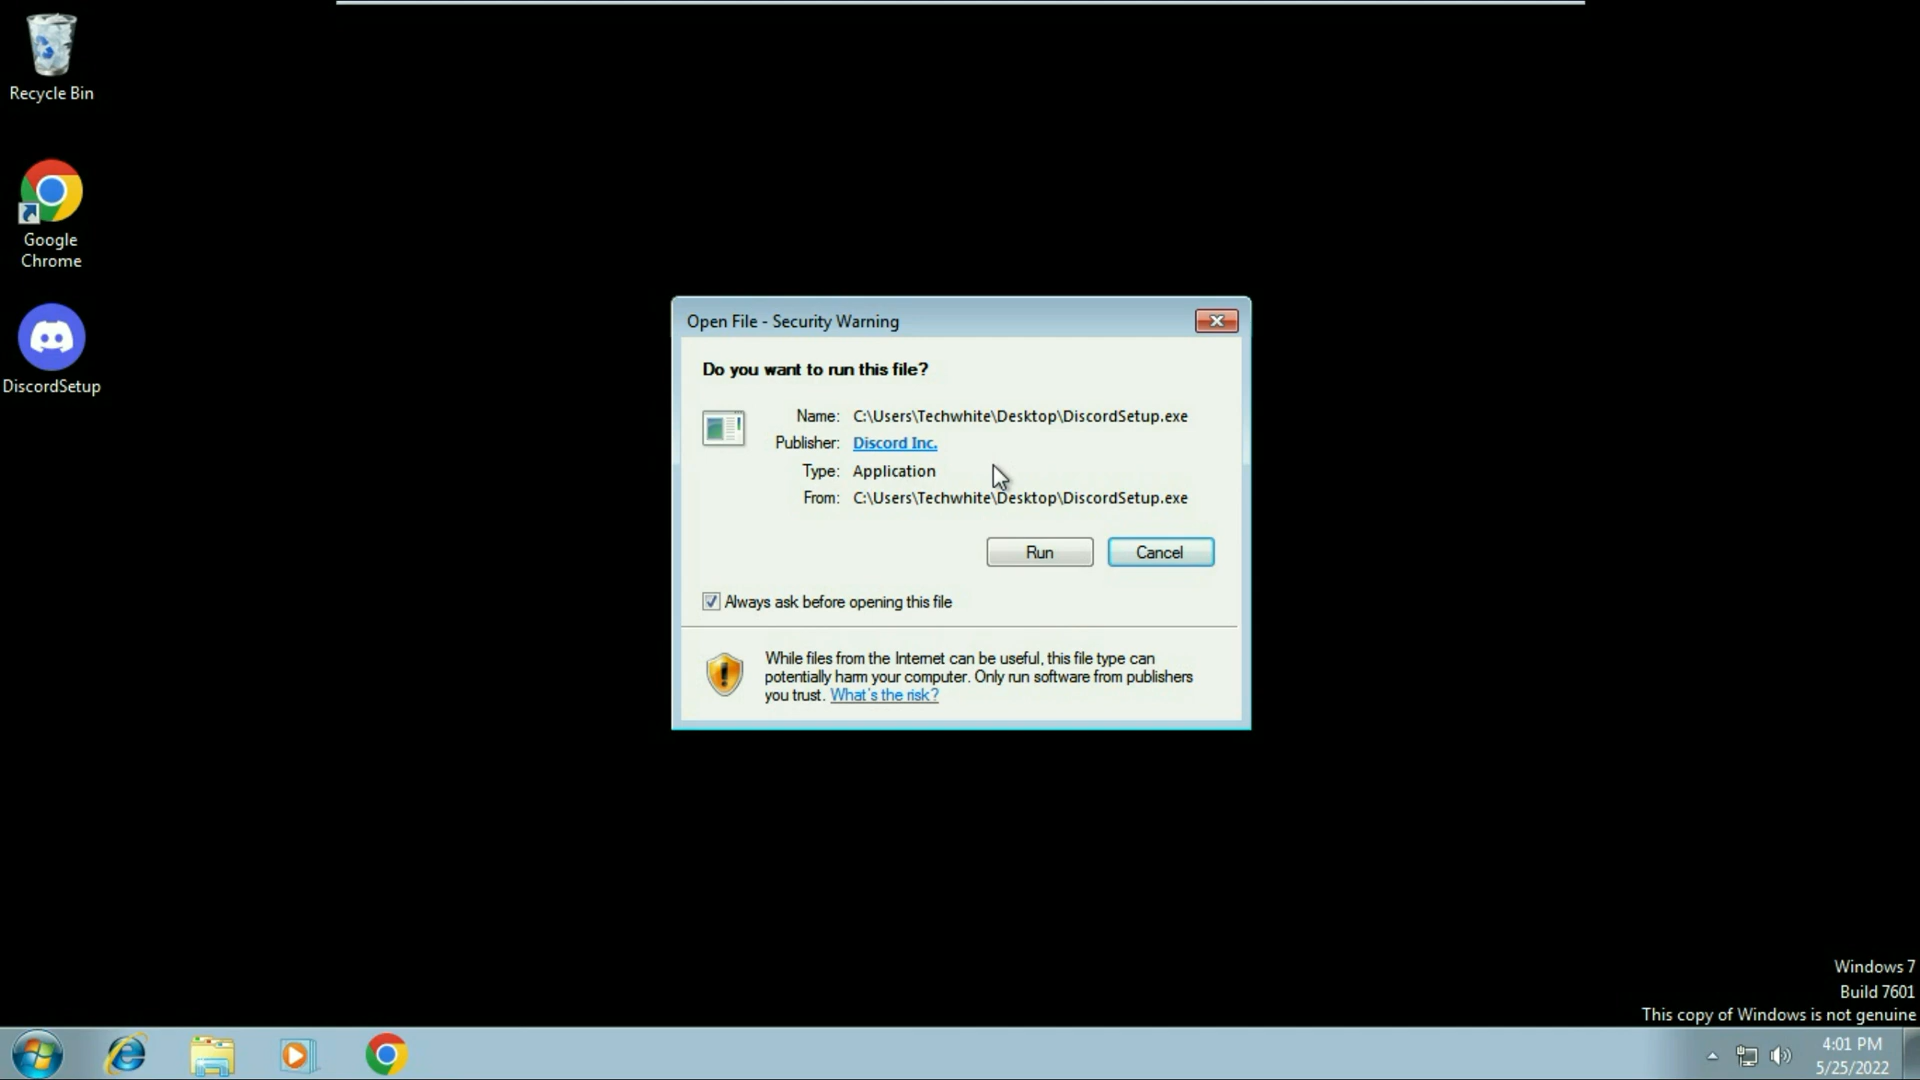 Recycle Bin
Google
Chrome
DiscordSetup
Open File - Security Warning
Do you want to run this file?
Name: C:\Users\Techwhite\Desktop\DiscordSetup.exe
Publisher: Discord Inc.
Type: Application
From: C:\Users\Techwhite\Desktop\DiscordSetup.exe
Run Cancel
Always ask before opening this file
While files from the Internet can be useful, this file type can
potentially harm your computer. Only run software from publishers
you trust. What's the risk?
Windows 7
Build 7601
This copy of Windows is not genuine
4:01 PM
5/25/2022